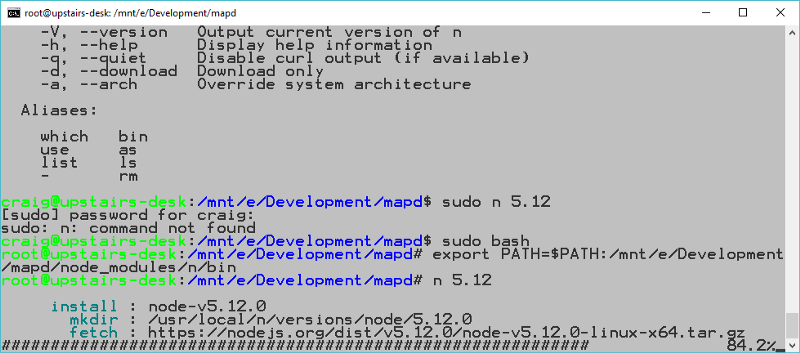 root@upstairs-desk: /mnt/e/Development/mapd
-V, --version   Output current version of n
-h, --help      Display help information
-q, --quiet     Disable curl output (if available)
-d, --download  Download only
-a, --arch      Override system architecture
Aliases:
which   bin
use     as
list    ls
-       rm
craig@upstairs-desk:/mnt/e/Development/mapd$ sudo n 5.12
[sudo] password for craig:
sudo: n: command not found
craig@upstairs-desk:/mnt/e/Development/mapd$ sudo bash
root@upstairs-desk:/mnt/e/Development/mapd# export PATH=$PATH:/mnt/e/Development
/mapd/node_modules/n/bin
root@upstairs-desk:/mnt/e/Development/mapd# n 5.12
install : node-v5.12.0
mkdir : /usr/local/n/versions/node/5.12.0
fetch : https://nodejs.org/dist/v5.12.0/node-v5.12.0-linux-x64.tar.gz
############################################################### 84.2%